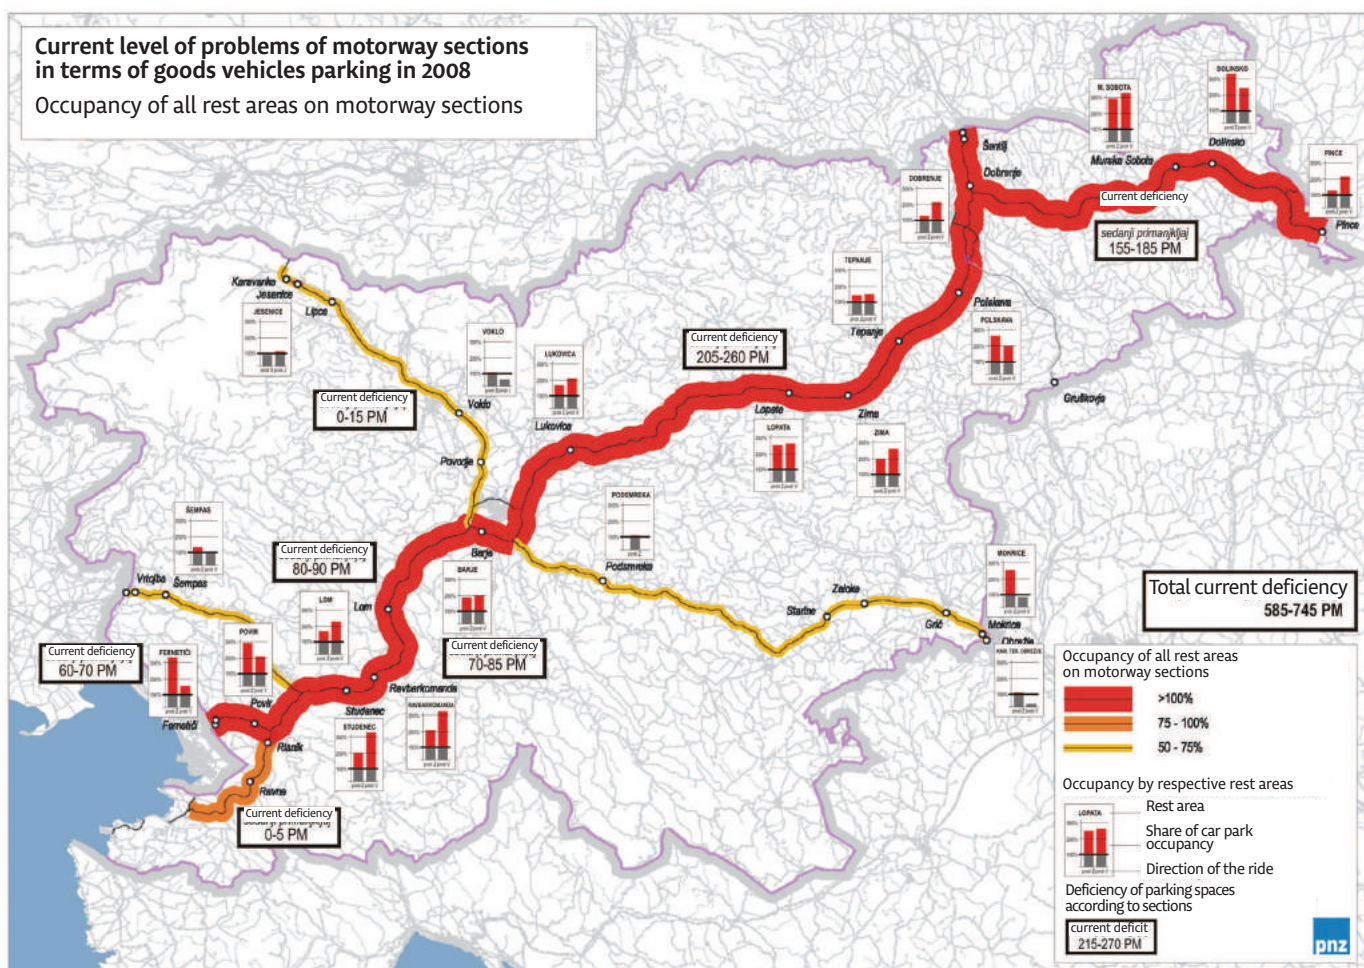 Current level of problems of motorway sections
in terms of goods vehicles parking in 2008
Occupancy of all rest areas on motorway sections
DOLINSKO
M. SOBOTA
Šentilj
Dolinsko
Murska Sobota
PINCE
DOBRENJE
Dobrenje
Current deficiency
sedanji primanjkljaj
155-185 PM
Pince
TEPANJE
Karavanke
Jesenice
Lipce
JESENICE
Polskava
POLSKAVA
Tepanje
VOKLO
LUKOVICA
Current deficiency
205-260 PM
Gruškovje
Current deficiency
0-15 PM
Voklo
Lukovica
Lopata
Zima
LOPATA
ZIMA
Povodje
PODSMREKA
ŠEMPAS
Barje
Current deficiency
80-90 PM
MOKRICE
Vrtojba
Šempas
BARJE
Podsmreka
Total current deficiency
585-745 PM
LOM
Lom
Zaloke
Starine
Grič
Mokrice
Obrežje
POVIR
Current deficiency
70-85 PM
Current deficiency
60-70 PM
FERNETIČI
MAN. TER. OBREŽJE
Povir
Ravbarkomanda
Studenec
RAVBARKOMANDA
Fernetiči
STUDENEC
Risnik
Ravne
Current deficiency
sedanji primanjkljaj
0-5 PM
Occupancy of all rest areas
on motorway sections
>100%
75 - 100%
50 - 75%
Occupancy by respective rest areas
LOPATA
Rest area
Share of car park
occupancy
Direction of the ride
Deficiency of parking spaces
according to sections
current deficit
215-270 PM
pnz